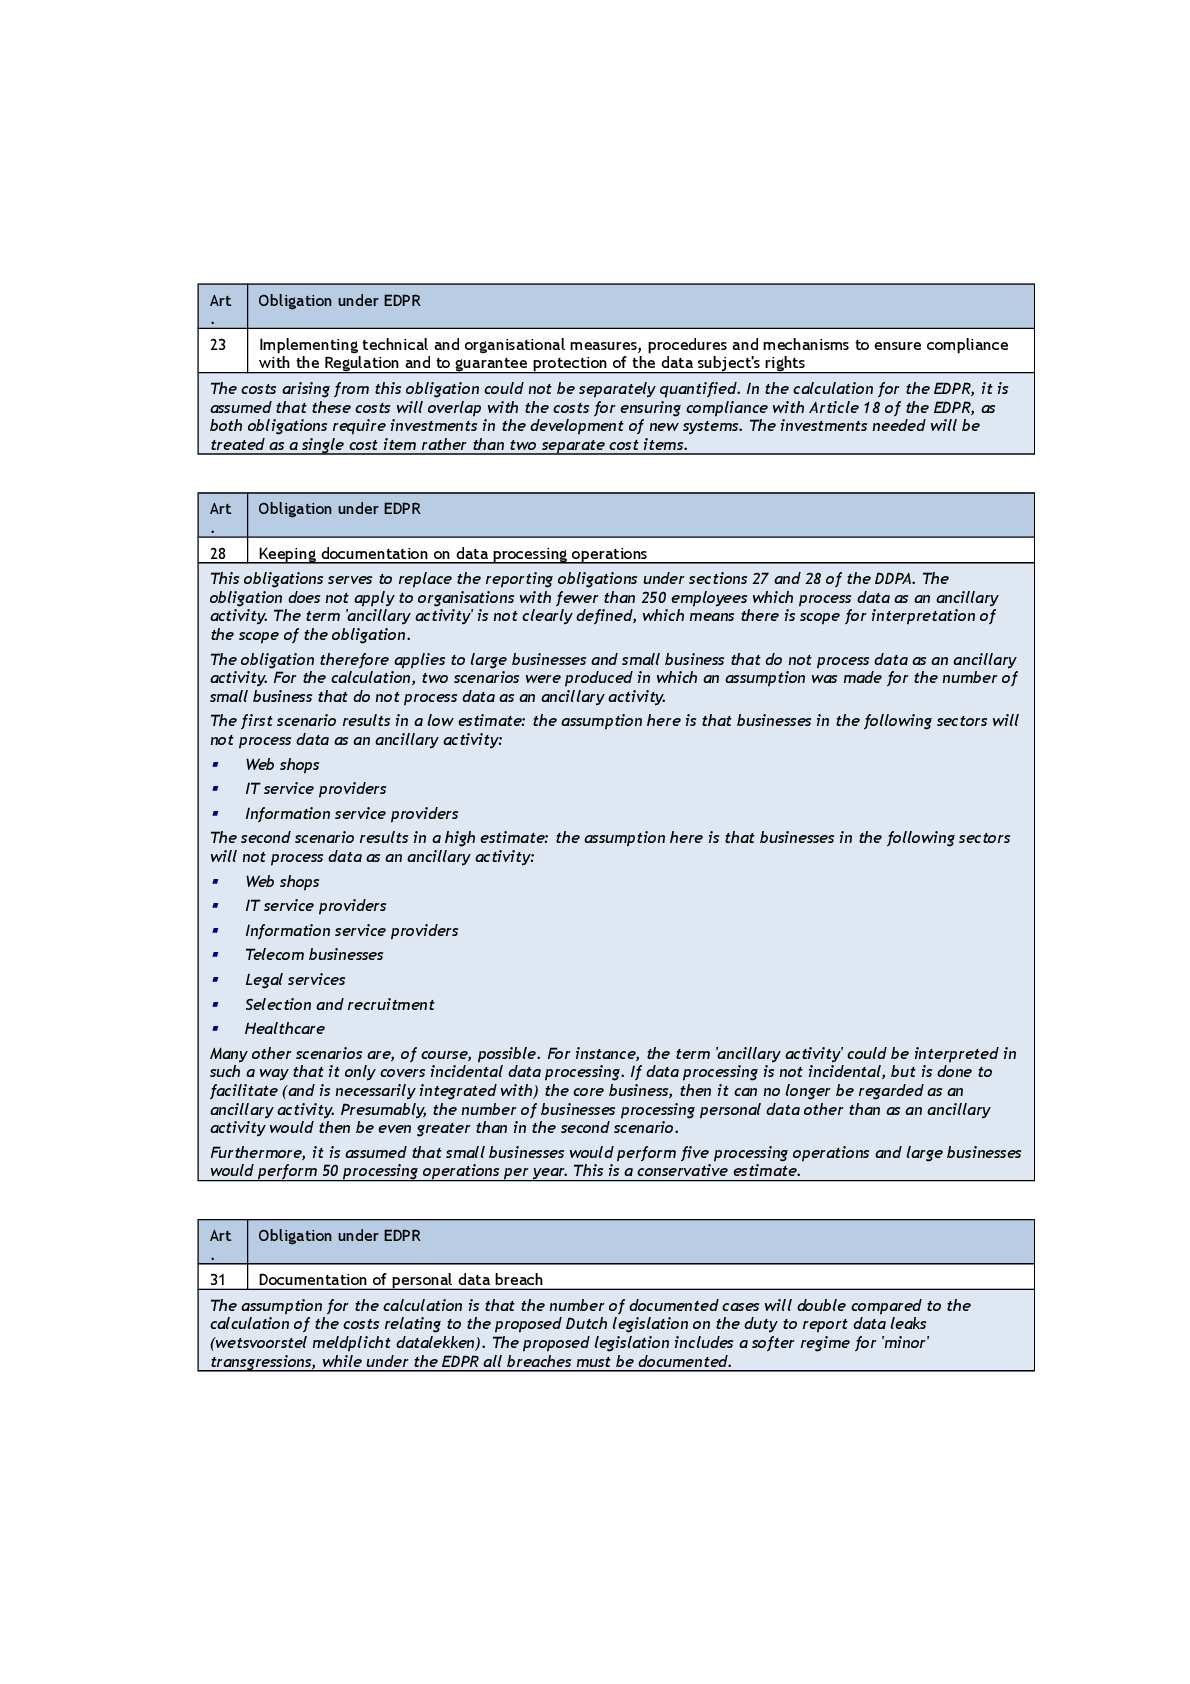 Art
.
Obligation under EDPR
23
Implementing technical and organisational measures, procedures and mechanisms to ensure compliance
with the Regulation and to guarantee protection of the data subject's rights
The costs arising from this obligation could not be separately quantified. In the calculation for the EDPR, it is
assumed that these costs will overlap with the costs for ensuring compliance with Article 18 of the EDPR, as
both obligations require investments in the development of new systems. The investments needed will be
treated as a single cost item rather than two separate cost items.
Art
.
Obligation under EDPR
28
Keeping documentation on data processing operations
This obligations serves to replace the reporting obligations under sections 27 and 28 of the DDPA. The
obligation does not apply to organisations with fewer than 250 employees which process data as an ancillary
activity. The term 'ancillary activity' is not clearly defined, which means there is scope for interpretation of
the scope of the obligation.
The obligation therefore applies to large businesses and small business that do not process data as an ancillary
activity. For the calculation, two scenarios were produced in which an assumption was made for the number of
small business that do not process data as an ancillary activity.
The first scenario results in a low estimate: the assumption here is that businesses in the following sectors will
not process data as an ancillary activity:
▪ Web shops
▪ IT service providers
▪ Information service providers
The second scenario results in a high estimate: the assumption here is that businesses in the following sectors
will not process data as an ancillary activity:
▪ Web shops
▪ IT service providers
▪ Information service providers
▪ Telecom businesses
▪ Legal services
▪ Selection and recruitment
▪ Healthcare
Many other scenarios are, of course, possible. For instance, the term 'ancillary activity' could be interpreted in
such a way that it only covers incidental data processing. If data processing is not incidental, but is done to
facilitate (and is necessarily integrated with) the core business, then it can no longer be regarded as an
ancillary activity. Presumably, the number of businesses processing personal data other than as an ancillary
activity would then be even greater than in the second scenario.
Furthermore, it is assumed that small businesses would perform five processing operations and large businesses
would perform 50 processing operations per year. This is a conservative estimate.
Art
.
Obligation under EDPR
31
Documentation of personal data breach
The assumption for the calculation is that the number of documented cases will double compared to the
calculation of the costs relating to the proposed Dutch legislation on the duty to report data leaks
(wetsvoorstel meldplicht datalekken). The proposed legislation includes a softer regime for 'minor'
transgressions, while under the EDPR all breaches must be documented.